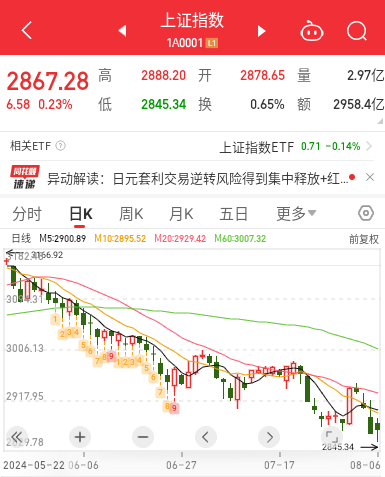 上证指数
1A0001 L1
2867.28
6.58 0.23%
高 2888.20 开 2878.65 量 2.97亿
低 2845.34 换 0.65% 额 2958.4亿
相关ETF ? 上证指数ETF 0.71 -0.14%
同花顺 速递 异动解读：日元套利交易逆转风险得到集中释放+红...
分时 日K 周K 月K 五日 更多
日线 M5:2900.89 M10:2895.52 M20:2929.42 M60:3007.32 前复权
3166.92
3006.13
2917.95
2845.34
2024-05-22 06-06 06-27 07-17 08-06